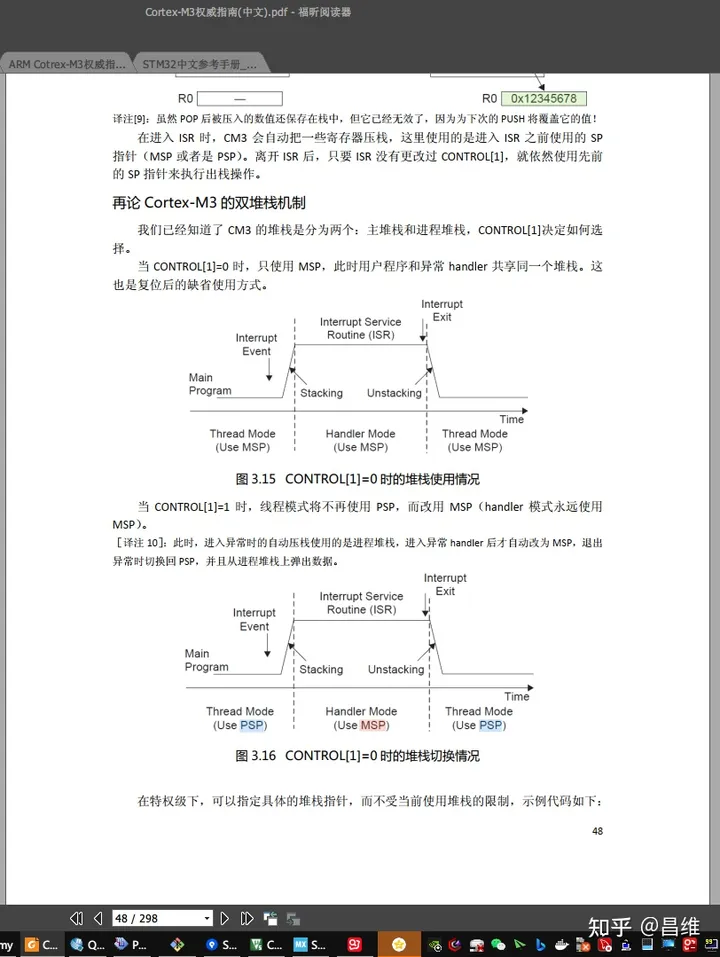 Cortex-M3权威指南(中文).pdf - 福昕阅读器
ARM Cotrex-M3权威指... STM32中文参考手册_...
R0 — R0 0x12345678
译注[9]：虽然 POP 后被压入的数值还保存在栈中，但它已经无效了，因为为下次的 PUSH 将覆盖它的值！
在进入 ISR 时，CM3 会自动把一些寄存器压栈，这里使用的是进入 ISR 之前使用的 SP
指针（MSP 或者是 PSP）。离开 ISR 后，只要 ISR 没有更改过 CONTROL[1]，就依然使用先前
的 SP 指针来执行出栈操作。
再论 Cortex-M3 的双堆栈机制
我们已经知道了 CM3 的堆栈是分为两个：主堆栈和进程堆栈，CONTROL[1]决定如何选
择。
当 CONTROL[1]=0 时，只使用 MSP，此时用户程序和异常 handler 共享同一个堆栈。这
也是复位后的缺省使用方式。
Interrupt
Exit
Interrupt Service
Routine (ISR)
Interrupt
Event
Main
Program
Stacking Unstacking
Time
Thread Mode Handler Mode Thread Mode
(Use MSP) (Use MSP) (Use MSP)
图 3.15 CONTROL[1]=0 时的堆栈使用情况
当 CONTROL[1]=1 时，线程模式将不再使用 PSP，而改用 MSP（handler 模式永远使用
MSP）。
［译注 10］：此时，进入异常时的自动压栈使用的是进程堆栈，进入异常 handler 后才自动改为 MSP，退出
异常时切换回 PSP，并且从进程堆栈上弹出数据。
Interrupt
Exit
Interrupt Service
Routine (ISR)
Interrupt
Event
Main
Program
Stacking Unstacking
Time
Thread Mode Handler Mode Thread Mode
(Use PSP) (Use MSP) (Use PSP)
图 3.16 CONTROL[1]=0 时的堆栈切换情况
在特权级下，可以指定具体的堆栈指针，而不受当前使用堆栈的限制，示例代码如下：
48
48 / 298
知乎 @昌维
my C... Q... P... S... C... S...